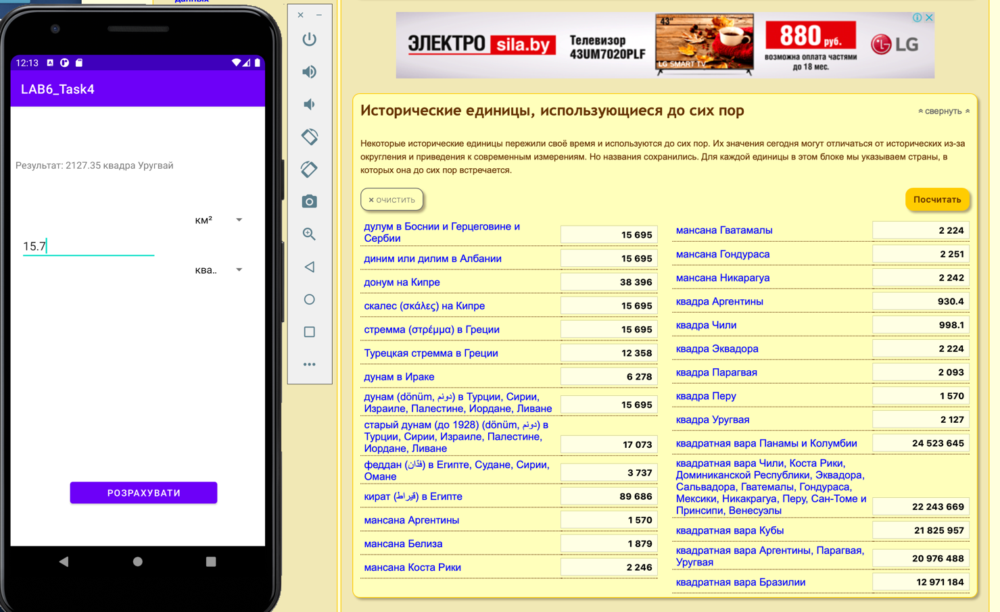 данных
12:13
LAB6_Task4
Результат: 2127.35 квадра Уругвай
км²
15.7
ква..
РОЗРАХУВАТИ
ЭЛЕКТРО sila.by
Телевизор
43UM7020PLF
43"
LG SMART TV
880 руб.
возможна оплата частями
до 18 мес.
LG
Исторические единицы, использующиеся до сих пор
свернуть
Некоторые исторические единицы пережили своё время и используются до сих пор. Их значения сегодня могут отличаться от исторических из-за
округления и приведения к современным измерениям. Но названия сохранились. Для каждой единицы в этом блоке мы указываем страны, в
которых она до сих пор встречается.
× очистить
Посчитать
дулум в Боснии и Герцеговине и
Сербии
15 695
диним или дилим в Албании
15 695
донум на Кипре
38 396
скалес (σκάλες) на Кипре
15 695
стремма (στρέμμα) в Греции
15 695
Турецкая стремма в Греции
12 358
дунам в Ираке
6 278
дунам (dönüm, دونم) в Турции, Сирии,
Израиле, Палестине, Иордане, Ливане
15 695
старый дунам (до 1928) (dönüm, دونم) в
Турции, Сирии, Израиле, Палестине,
Иордане, Ливане
17 073
феддан (فدّان) в Египте, Судане, Сирии,
Омане
3 737
кират (قيراط) в Египте
89 686
мансана Аргентины
1 570
мансана Белиза
1 879
мансана Коста Рики
2 246
мансана Гватамалы
2 224
мансана Гондураса
2 251
мансана Никарагуа
2 242
квадра Аргентины
930.4
квадра Чили
998.1
квадра Эквадора
2 224
квадра Парагвая
2 093
квадра Перу
1 570
квадра Уругвая
2 127
квадратная вара Панамы и Колумбии
24 523 645
квадратная вара Чили, Коста Рики,
Доминиканской Республики, Эквадора,
Сальвадора, Гватемалы, Гондураса,
Мексики, Никакрагуа, Перу, Сан-Томе и
Принсипи, Венесуэлы
22 243 669
квадратная вара Кубы
21 825 957
квадратная вара Аргентины, Парагвая,
Уругвая
20 976 488
квадратная вара Бразилии
12 971 184